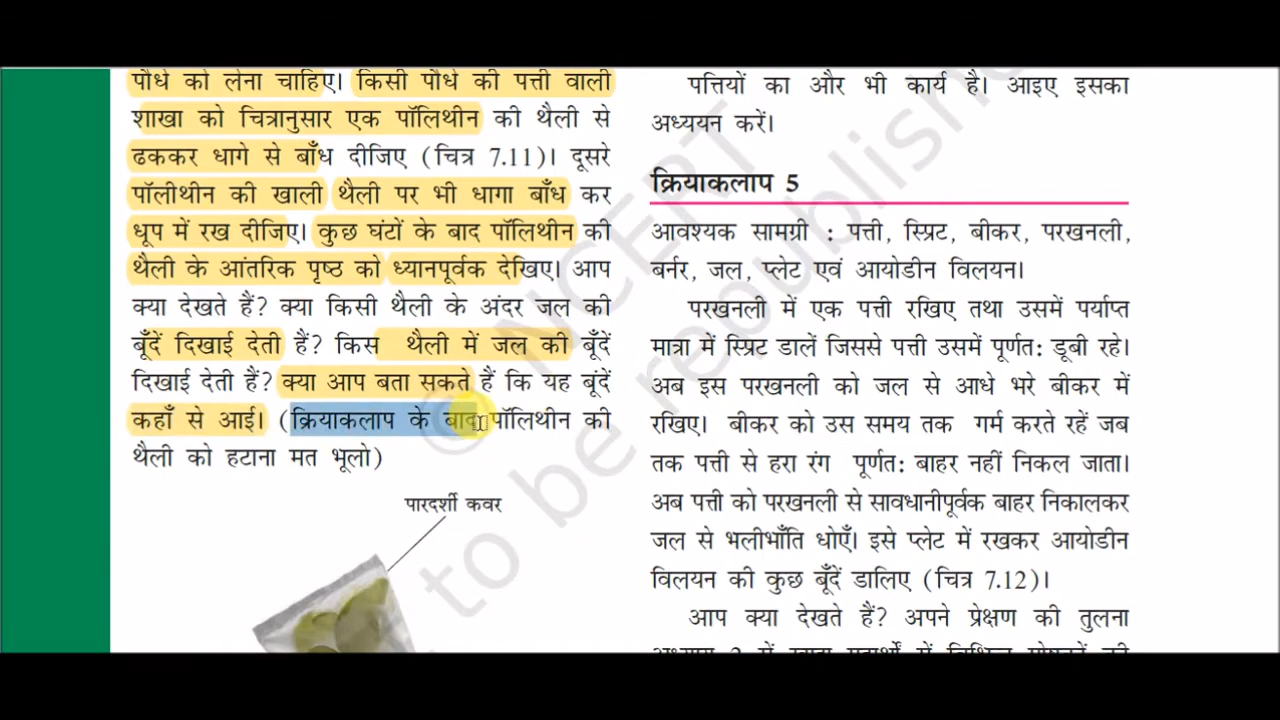 पौधे को लेना चाहिए। किसी पौधे की पत्ती वाली
शाखा को चित्रानुसार एक पॉलिथीन की थैली से
ढककर धागे से बाँध दीजिए (चित्र 7.11)। दूसरे
पॉलीथीन की खाली थैली पर भी धागा बाँध कर
धूप में रख दीजिए। कुछ घंटों के बाद पॉलिथीन की
थैली के आंतरिक पृष्ठ को ध्यानपूर्वक देखिए। आप
क्या देखते हैं? क्या किसी थैली के अंदर जल की
बूँदें दिखाई देती हैं? किस थैली में जल की बूँदें
दिखाई देती हैं? क्या आप बता सकते हैं कि यह बूंदें
कहाँ से आई। (क्रियाकलाप के बाद पॉलिथीन की
थैली को हटाना मत भूलो)
पारदर्शी कवर
पत्तियों का और भी कार्य है। आइए इसका
अध्ययन करें।
क्रियाकलाप 5
आवश्यक सामग्री : पत्ती, स्प्रिट, बीकर, परखनली,
बर्नर, जल, प्लेट एवं आयोडीन विलयन।
परखनली में एक पत्ती रखिए तथा उसमें पर्याप्त
मात्रा में स्प्रिट डालें जिससे पत्ती उसमें पूर्णत: डूबी रहे।
अब इस परखनली को जल से आधे भरे बीकर में
रखिए। बीकर को उस समय तक गर्म करते रहें जब
तक पत्ती से हरा रंग पूर्णत: बाहर नहीं निकल जाता।
अब पत्ती को परखनली से सावधानीपूर्वक बाहर निकालकर
जल से भलीभाँति धोएँ। इसे प्लेट में रखकर आयोडीन
विलयन की कुछ बूँदें डालिए (चित्र 7.12)।
आप क्या देखते हैं? अपने प्रेक्षण की तुलना
© NCERT
to be republished